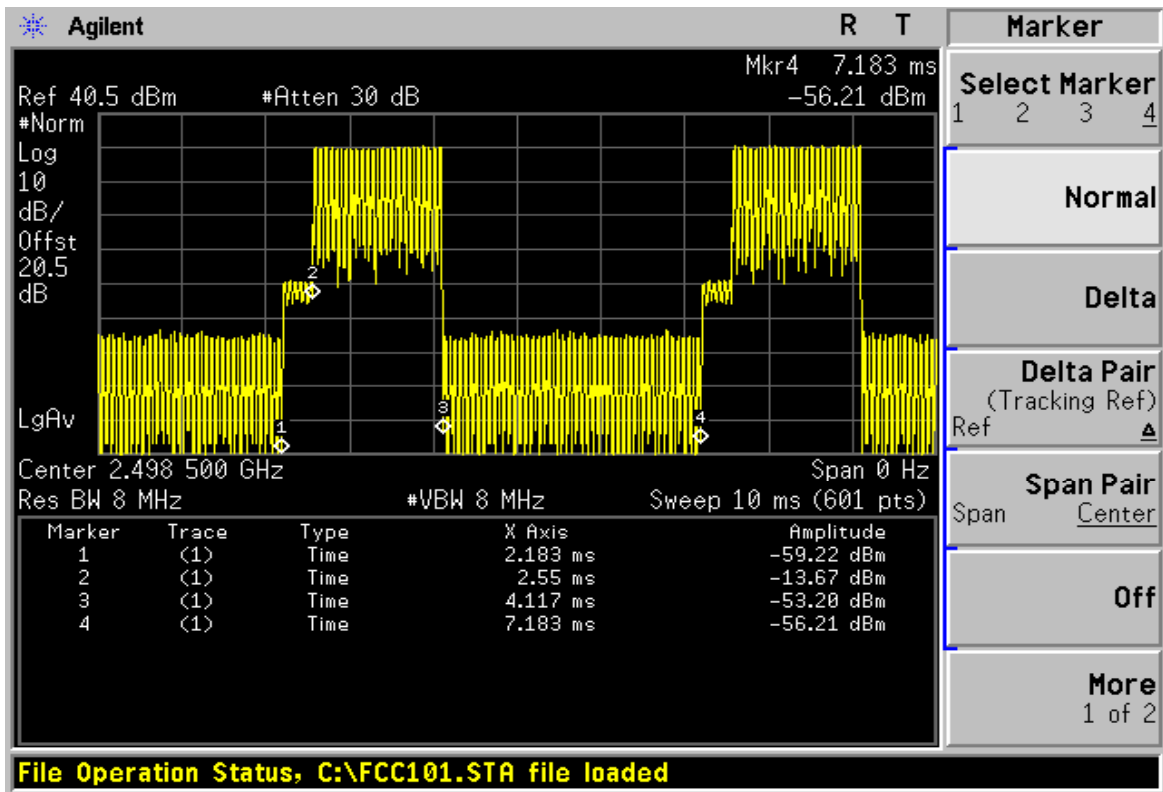 Agilent R T
Mkr4 7.183 ms
Ref 40.5 dBm #Atten 30 dB -56.21 dBm
#Norm
Log
10
dB/
Offst
20.5
dB
LgAv
1
2
3
4
Center 2.498 500 GHz Span 0 Hz
Res BW 8 MHz #VBW 8 MHz Sweep 10 ms (601 pts)
Marker Trace Type X Axis Amplitude
1 (1) Time 2.183 ms -59.22 dBm
2 (1) Time 2.55 ms -13.67 dBm
3 (1) Time 4.117 ms -53.20 dBm
4 (1) Time 7.183 ms -56.21 dBm
Marker
Select Marker
1 2 3 4
Normal
Delta
Delta Pair
(Tracking Ref)
Ref Δ
Span Pair
Span Center
Off
More
1 of 2
File Operation Status, C:\FCC101.STA file loaded